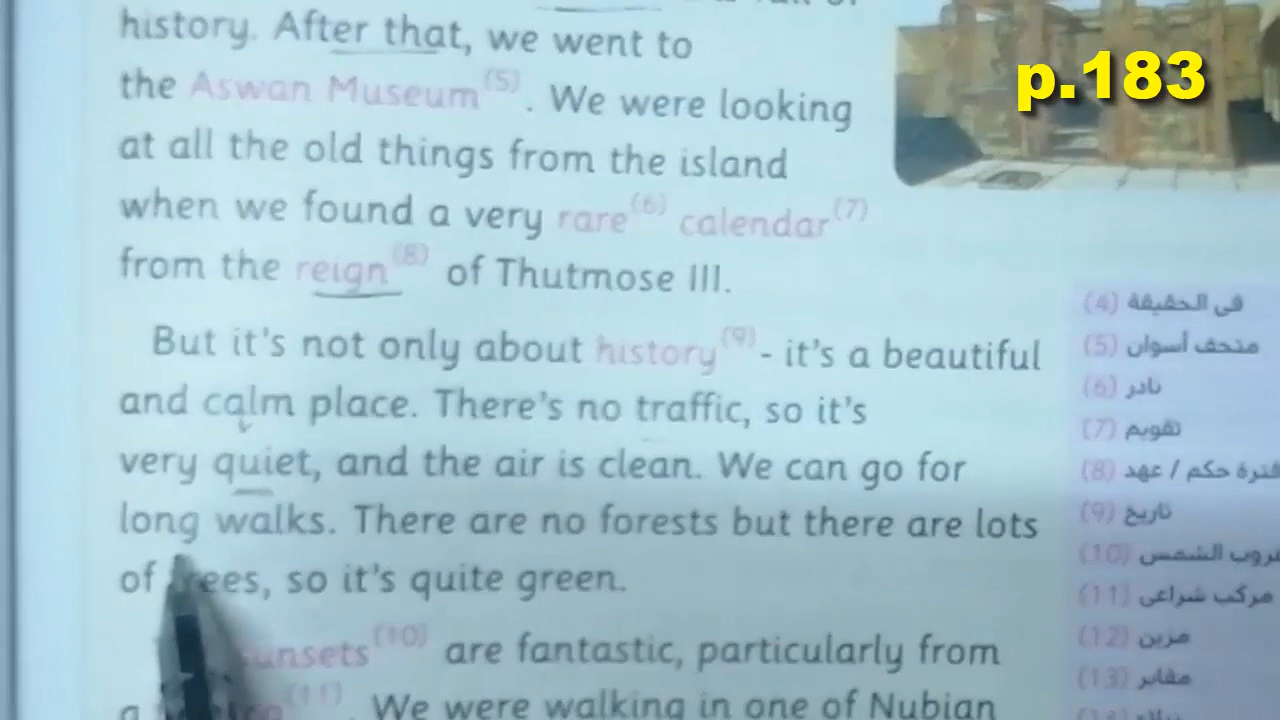 history. After that, we went to
the Aswan Museum(5). We were looking
at all the old things from the island
when we found a very rare(6) calendar(7)
from the reign(8) of Thutmose III.
But it's not only about history(9) - it's a beautiful
and calm place. There's no traffic, so it's
very quiet, and the air is clean. We can go for
long walks. There are no forests but there are lots
of trees, so it's quite green.
sunsets(10) are fantastic, particularly from
a (11). We were walking in one of Nubian
p.183
(4) في الحقيقة
(5) متحف أسوان
(6) نادر
(7) تقويم
(8) فترة حكم / عهد
(9) تاريخ
(10) غروب الشمس
(11) مركب شراعى
(12) مزين
(13) مقابر